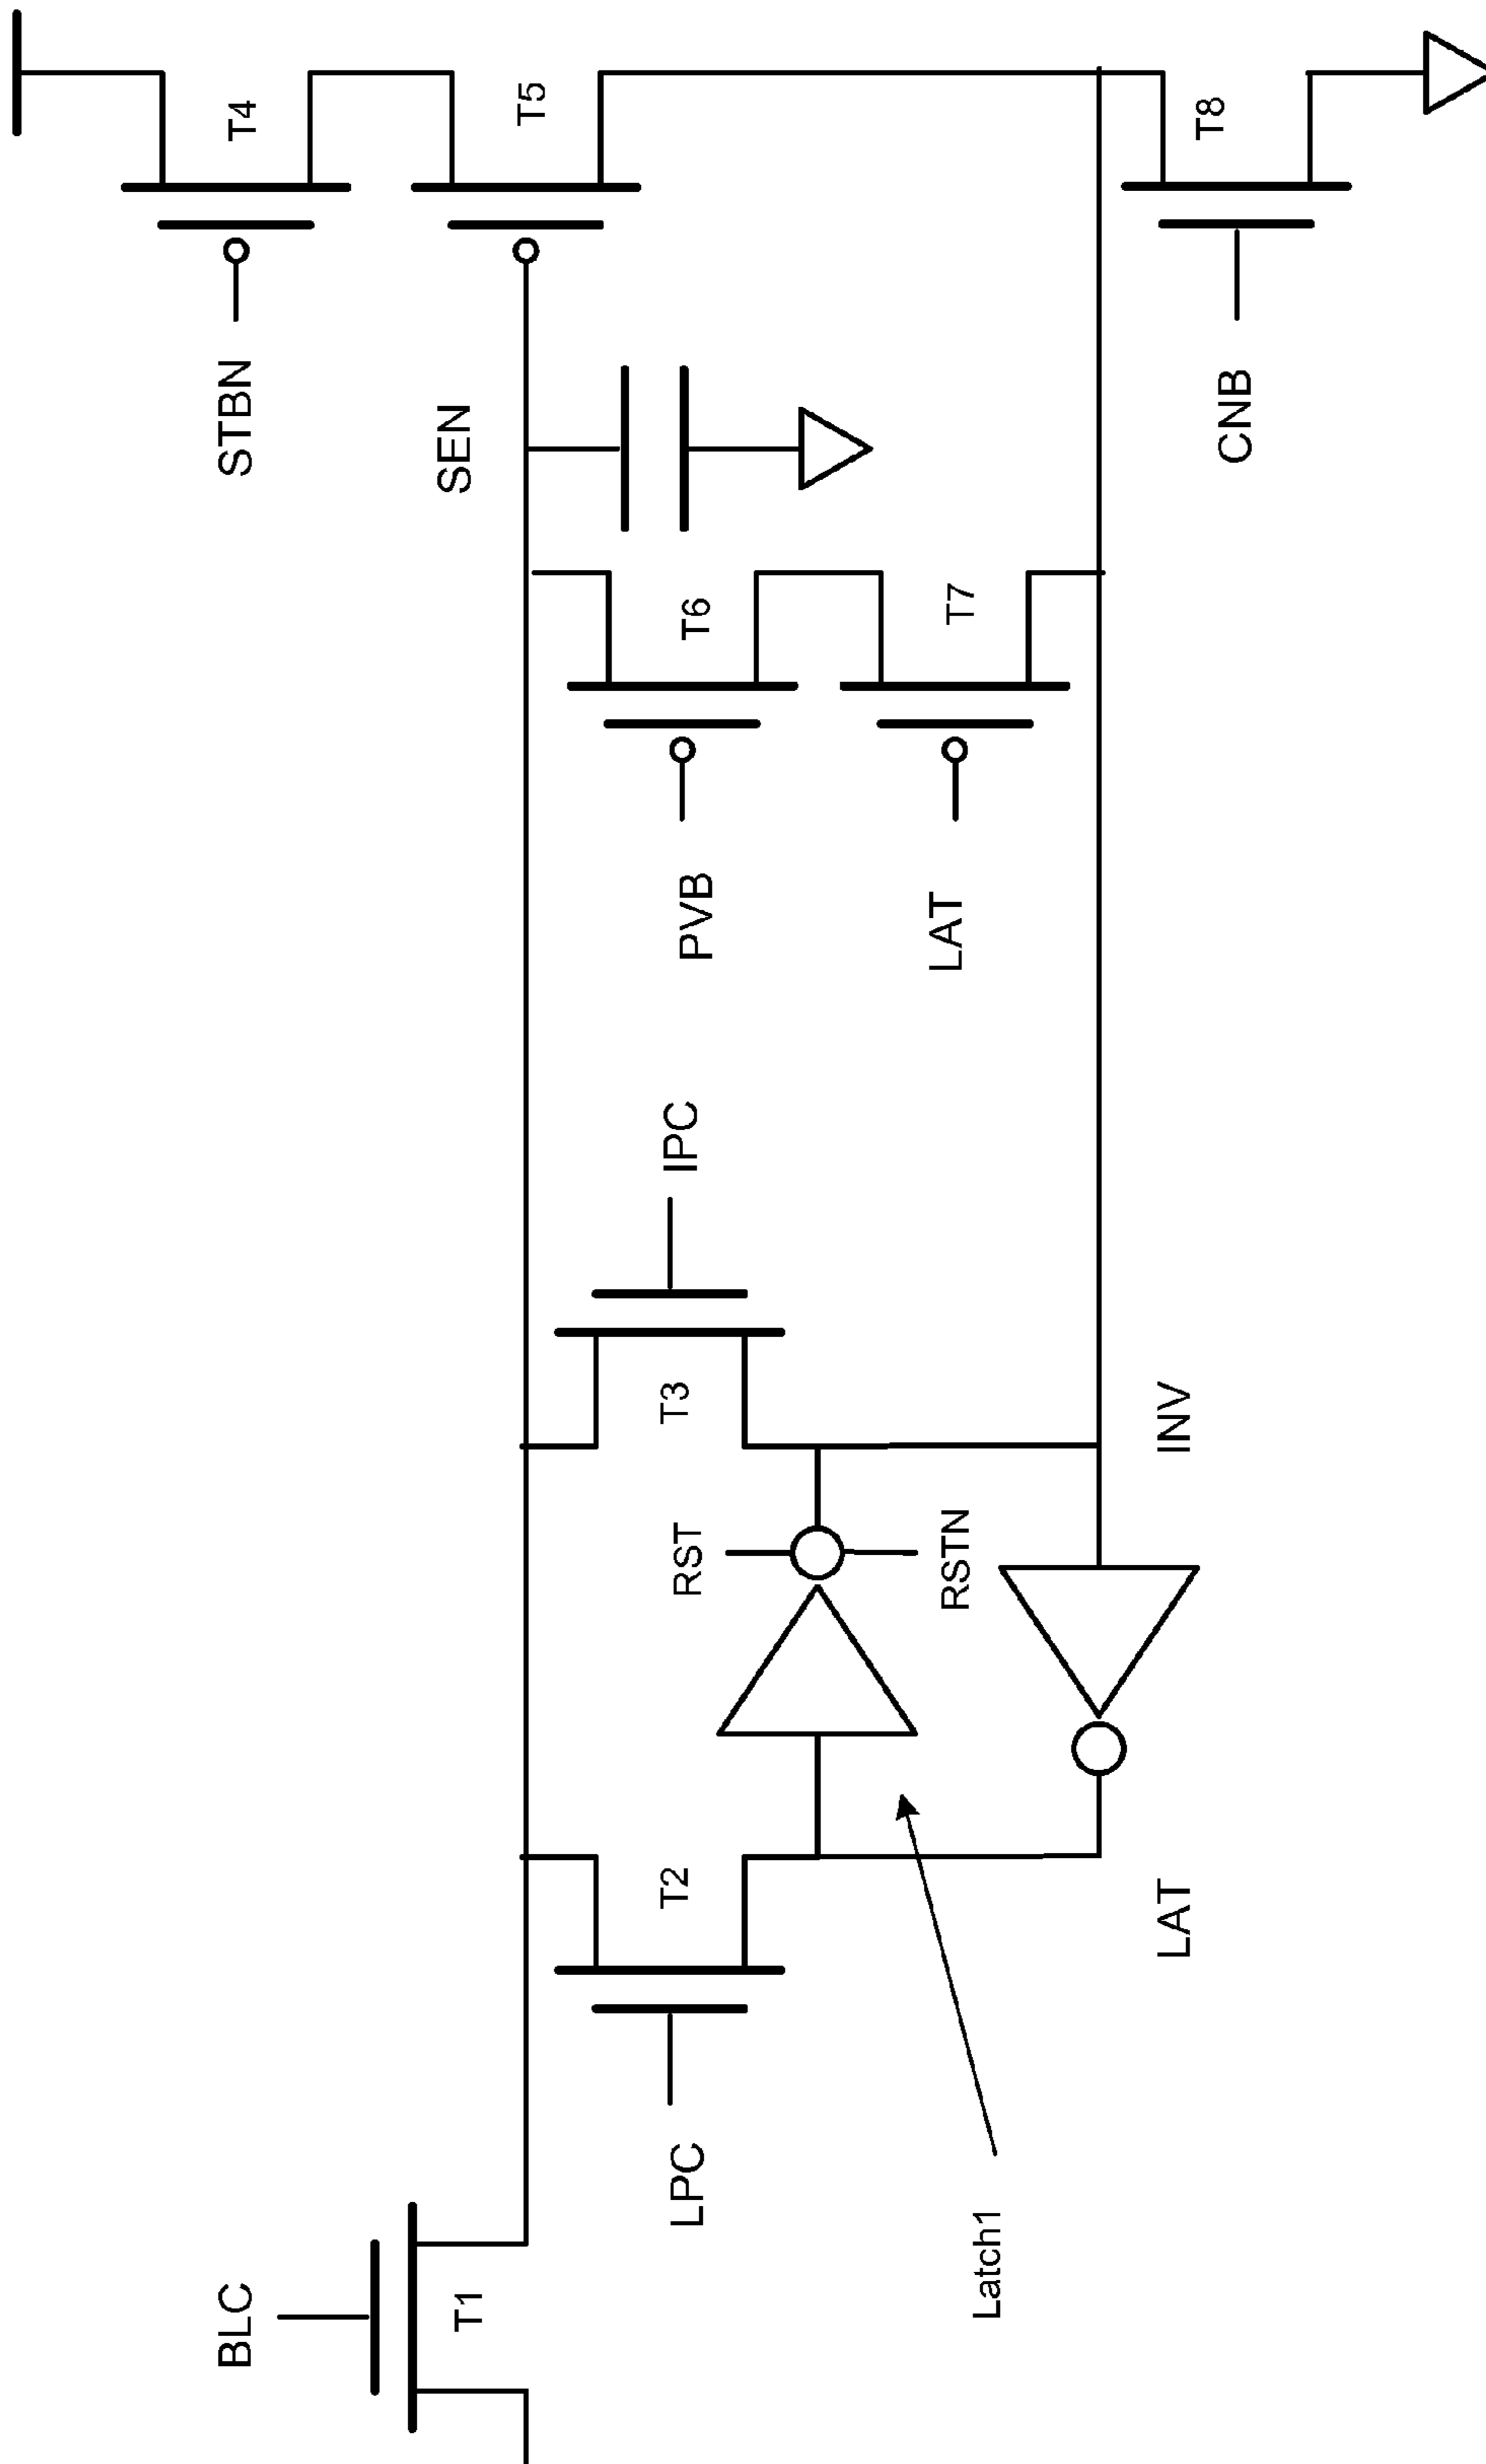 BLC
T1
LPC
T2
Latch1
LAT
RST
RSTN
T3
IPC
INV
PVB
LAT
T6
T7
SEN
STBN
T4
T5
CNB
T8